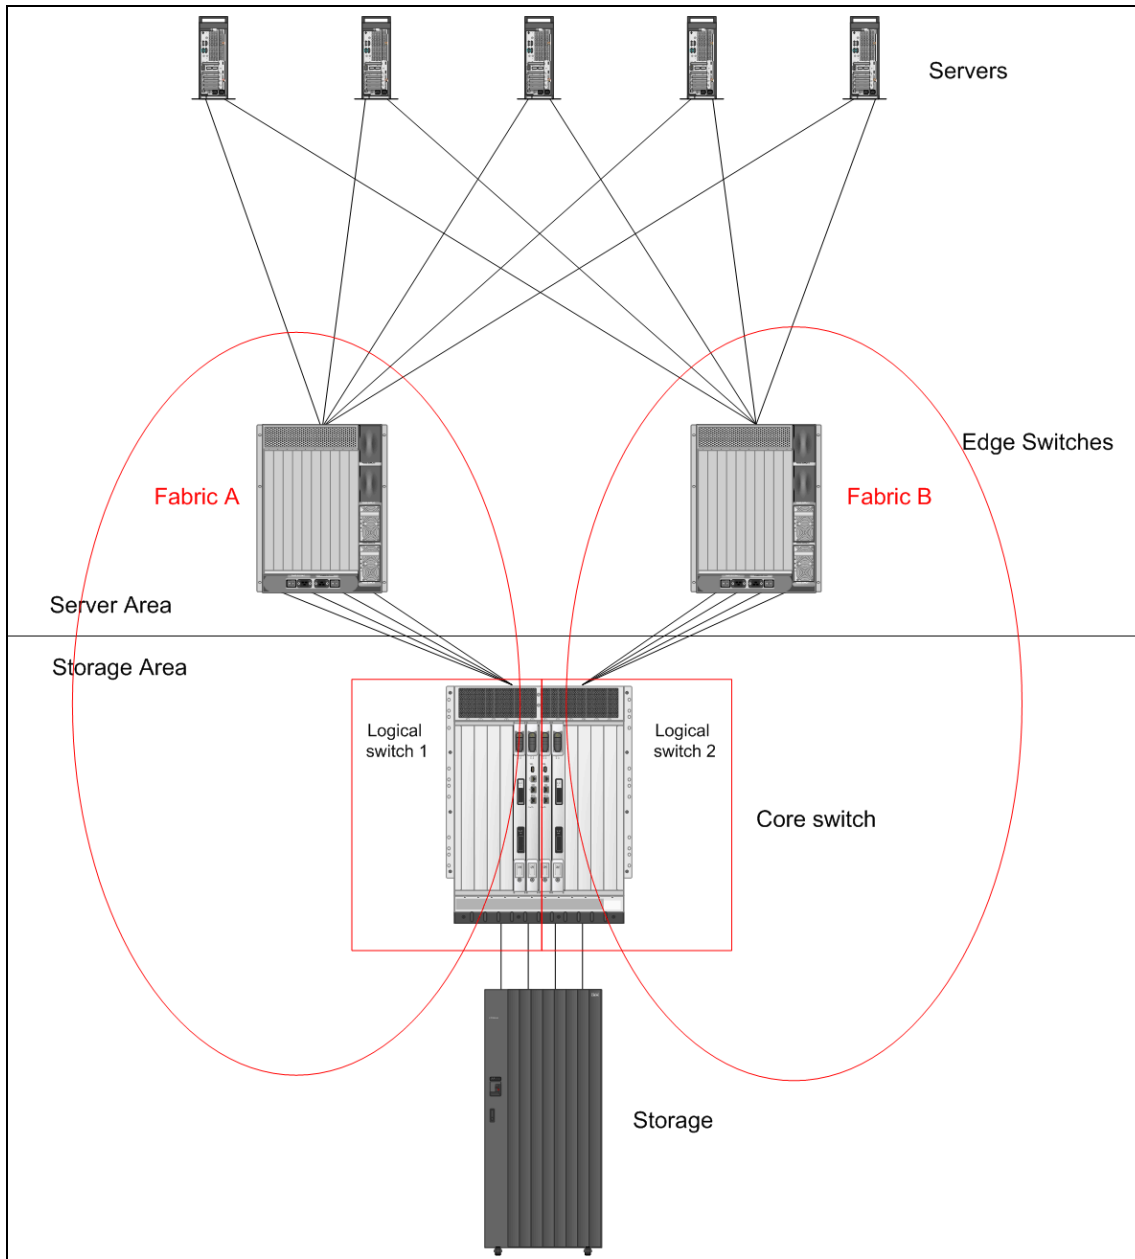 Servers
Edge Switches
Fabric A
Fabric B
Server Area
Storage Area
Logical
switch 1
Logical
switch 2
Core switch
Storage